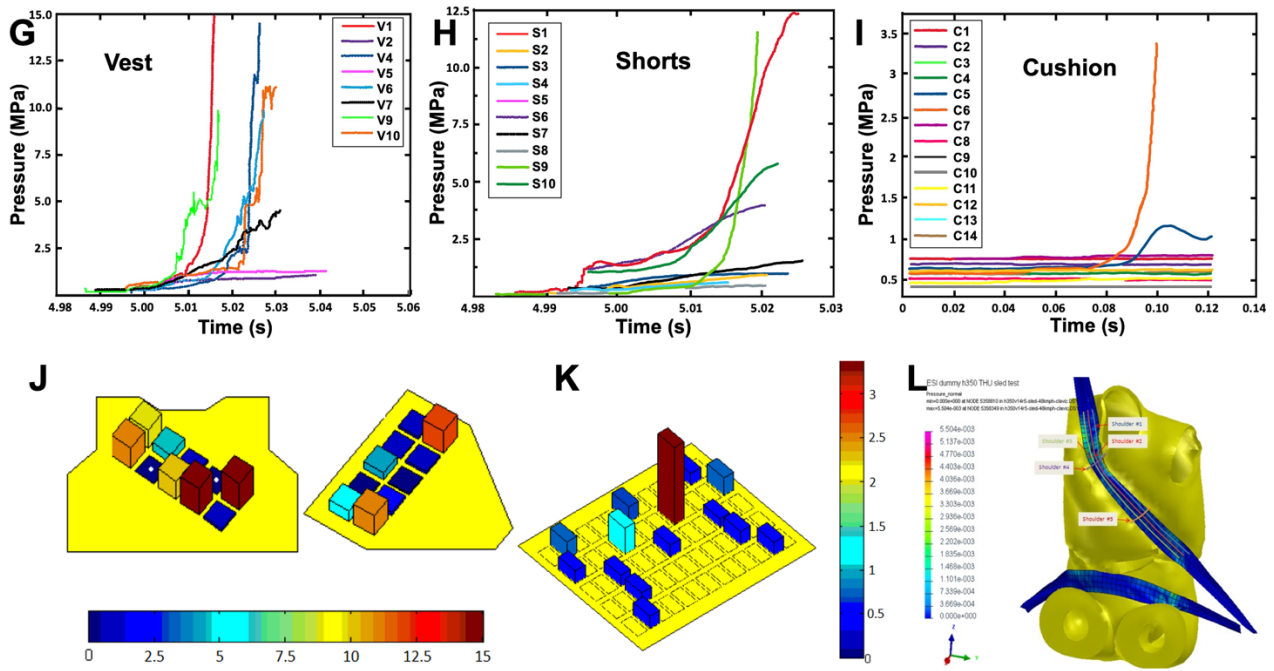 G
Vest
Pressure (MPa)
15.0
12.5
10.0
7.5
5.0
2.5
4.98
4.99
5.00
5.01
5.02
5.03
5.04
5.05
5.06
Time (s)
V1
V2
V4
V5
V6
V7
V9
V10
H
Shorts
Pressure (MPa)
12.5
10.0
7.5
5.0
2.5
4.98
4.99
5.00
5.01
5.02
5.03
Time (s)
S1
S2
S3
S4
S5
S6
S7
S8
S9
S10
I
Cushion
Pressure (MPa)
3.5
3
2.5
2
1.5
1
0.5
0
0.02
0.04
0.06
0.08
0.10
0.12
0.14
Time (s)
C1
C2
C3
C4
C5
C6
C7
C8
C9
C10
C11
C12
C13
C14
J
0
2.5
5
7.5
10
12.5
15
K
3
2.5
2
1.5
1
0.5
0
L
ESI dummy h350 THU sled test
Pressure_normal
5.504e-003
5.137e-003
4.770e-003
4.403e-003
4.036e-003
3.669e-003
3.303e-003
2.936e-003
2.569e-003
2.202e-003
1.835e-003
1.468e-003
1.101e-003
7.339e-004
3.669e-004
0.000e+000
Shoulder #1
Shoulder #2
Shoulder #3
Shoulder #4
Shoulder #5
Z
Y